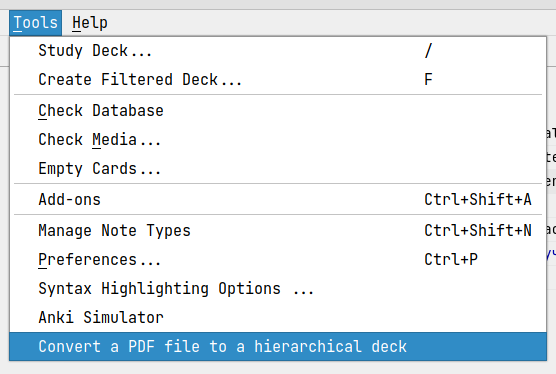 Tools Help
Study Deck... /
Create Filtered Deck... F
Check Database
Check Media...
Empty Cards...
Add-ons Ctrl+Shift+A
Manage Note Types Ctrl+Shift+N
Preferences... Ctrl+P
Syntax Highlighting Options ...
Anki Simulator
Convert a PDF file to a hierarchical deck